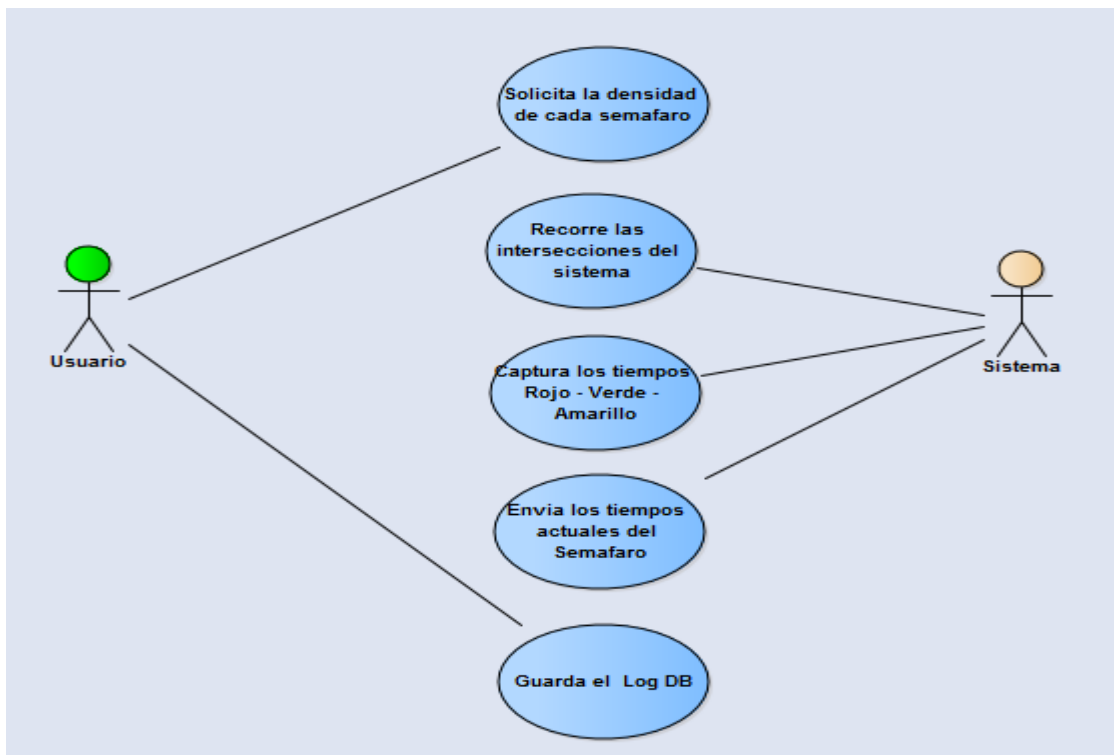 Solicita la densidad
de cada semafaro
Recorre las
intersecciones del
sistema
Usuario
Sistema
Captura los tiempos
Rojo - Verde -
Amarillo
Envia los tiempos
actuales del
Semafaro
Guarda el Log DB